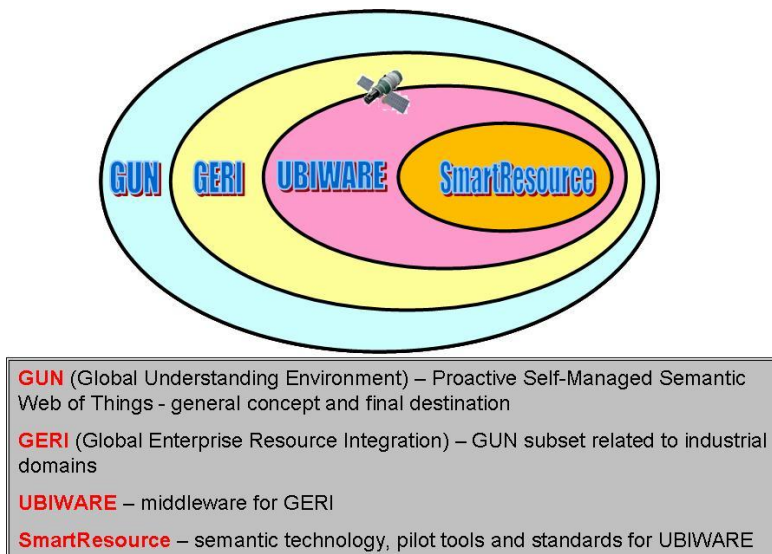 GUN GERI UBIWARE SmartResource
GUN (Global Understanding Environment) – Proactive Self-Managed Semantic
Web of Things - general concept and final destination
GERI (Global Enterprise Resource Integration) – GUN subset related to industrial
domains
UBIWARE – middleware for GERI
SmartResource – semantic technology, pilot tools and standards for UBIWARE